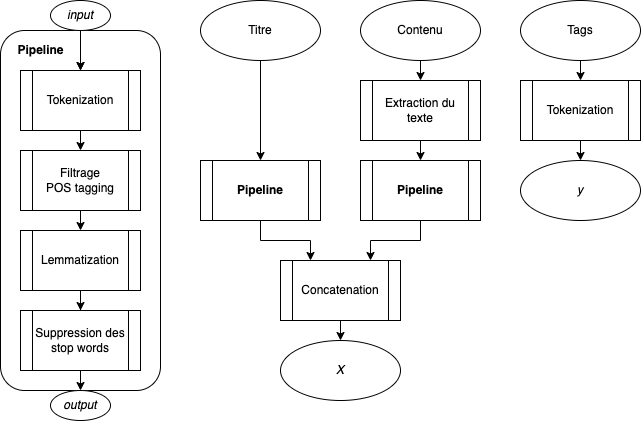 input
Pipeline
Tokenization
Filtrage
POS tagging
Lemmatization
Suppression des
stop words
output
Titre
Pipeline
Contenu
Extraction du
texte
Pipeline
Concatenation
X
Tags
Tokenization
y